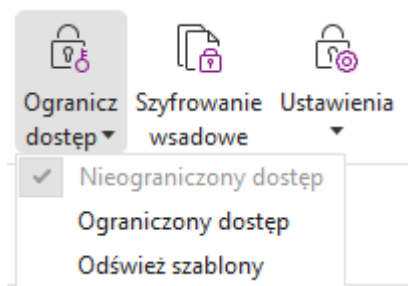 Ogranicz Szyfrowanie Ustawienia
dostęp wsadowe
Nieograniczony dostęp
Ograniczony dostęp
Odśwież szablony